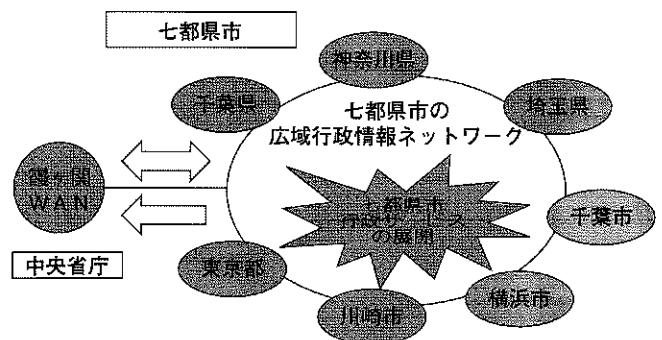 七都県市
神奈川県
千葉県
埼玉県
七都県市の
広域行政情報ネットワーク
霞ヶ関
WAN
七都県市
行政サービス
の展開
千葉市
中央省庁
東京都
横浜市
川崎市